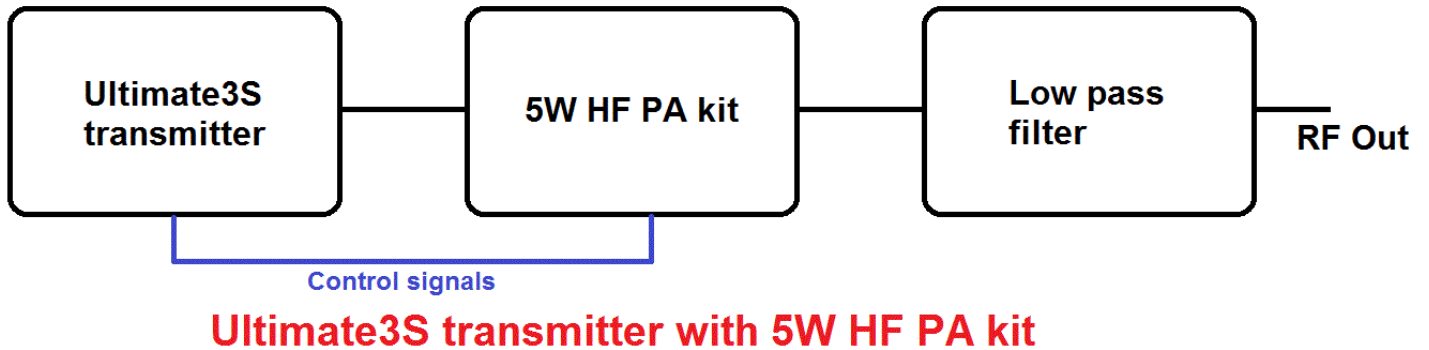 Ultimate3S
transmitter
5W HF PA kit
Low pass
filter
RF Out
Control signals
Ultimate3S transmitter with 5W HF PA kit